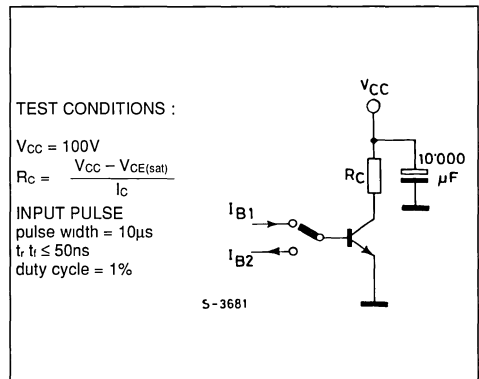 TEST CONDITIONS :
VCC = 100V
RC = VCC – VCE(sat) / IC
INPUT PULSE
pulse width = 10μs
tr tf ≤ 50ns
duty cycle = 1%
VCC
RC
10'000
μF
IB1
IB2
S-3681